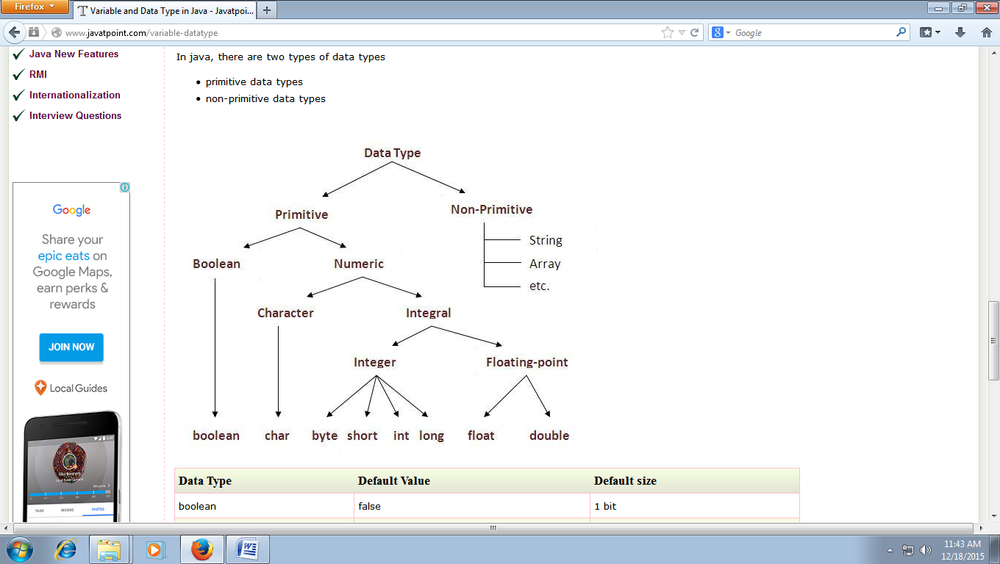 Firefox
Variable and Data Type in Java - Javatpoi...
www.javatpoint.com/variable-datatype
Google
Java New Features
RMI
Internationalization
Interview Questions
In java, there are two types of data types
primitive data types
non-primitive data types
Data Type
Primitive
Non-Primitive
String
Array
etc.
Boolean
Numeric
Character
Integral
Integer
Floating-point
boolean char byte short int long float double
Google
Share your
epic eats on
Google Maps,
earn perks &
rewards
JOIN NOW
Local Guides
TO DO REVIEWS PHOTOS
Data Type Default Value Default size
boolean false 1 bit
11:43 AM
12/18/2015